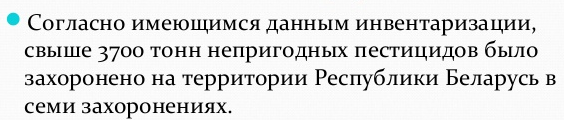 Согласно имеющимся данным инвентаризации,
свыше 3700 тонн непригодных пестицидов было
захоронено на территории Республики Беларусь в
семи захоронениях.